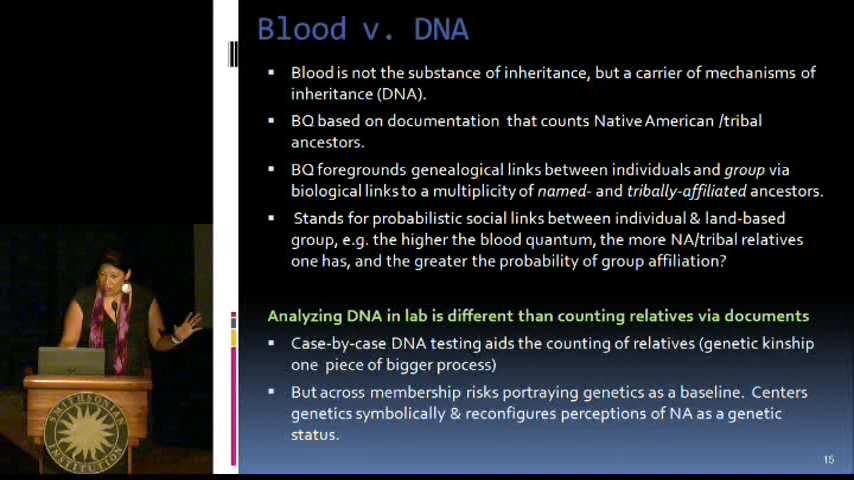 Blood v. DNA
Blood is not the substance of inheritance, but a carrier of mechanisms of
inheritance (DNA).
BQ based on documentation that counts Native American /tribal
ancestors.
BQ foregrounds genealogical links between individuals and group via
biological links to a multiplicity of named- and tribally-affiliated ancestors.
Stands for probabilistic social links between individual & land-based
group, e.g. the higher the blood quantum, the more NA/tribal relatives
one has, and the greater the probability of group affiliation?
Analyzing DNA in lab is different than counting relatives via documents
Case-by-case DNA testing aids the counting of relatives (genetic kinship
one piece of bigger process)
But across membership risks portraying genetics as a baseline. Centers
genetics symbolically & reconfigures perceptions of NA as a genetic
status.
15
SMITHSONIAN
INSTITUTION